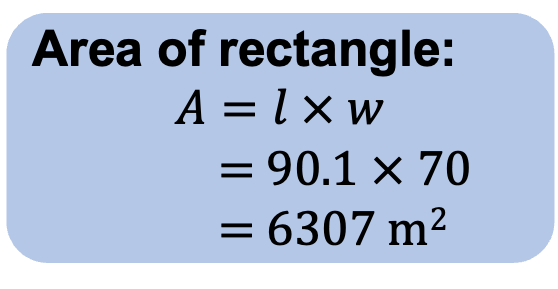 Area of rectangle:
A = l × w
= 90.1 × 70
= 6307 m²